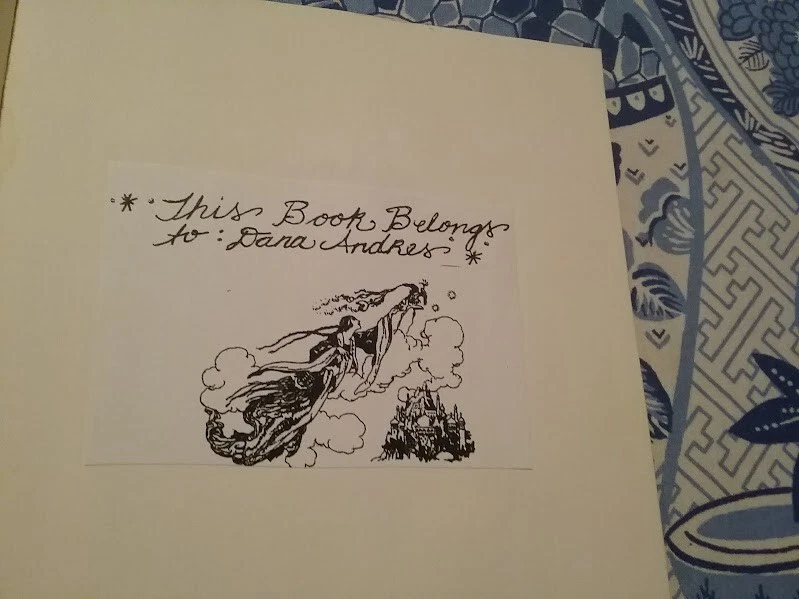 *·This Book Belongs
to: Dana Andres·*